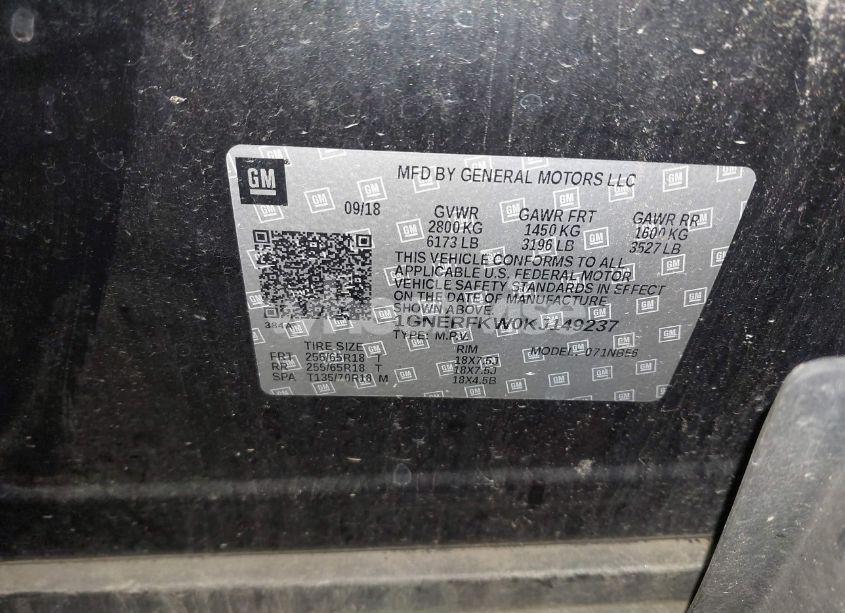 GM
MFD BY GENERAL MOTORS LLC
09/18
GVWR GAWR FRT GAWR RR
2800 KG 1450 KG 1600 KG
6173 LB 3196 LB 3527 LB
THIS VEHICLE CONFORMS TO ALL
APPLICABLE U.S. FEDERAL MOTOR
VEHICLE SAFETY STANDARDS IN EFFECT
ON THE DATE OF MANUFACTURE
SHOWN ABOVE.
384A 1GNERFKW0KJ149237
TYPE: M.P.V. MODEL: 071NBE6
TIRE SIZE RIM
FRT 255/65R18 T 18X7.5J
RR 255/65R18 T 18X7.5J
SPA T135/70R18 M 18X4.5B